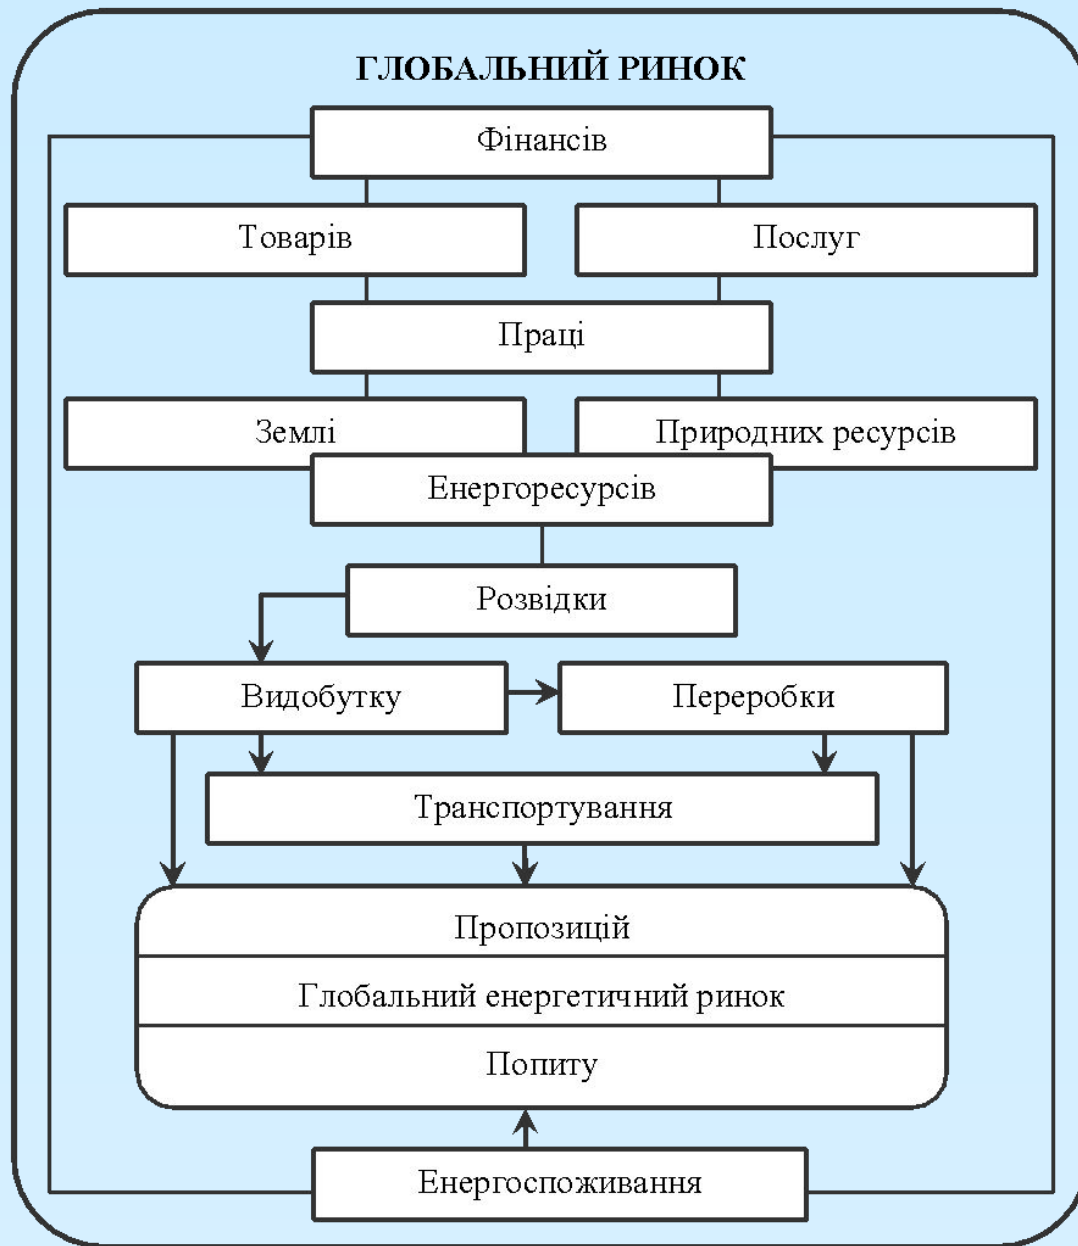 ГЛОБАЛЬНИЙ РИНОК
Фінансів
Товарів
Послуг
Праці
Землі
Природних ресурсів
Енергоресурсів
Розвідки
Видобутку
Переробки
Транспортування
Пропозицій
Глобальний енергетичний ринок
Попиту
Енергоспоживання